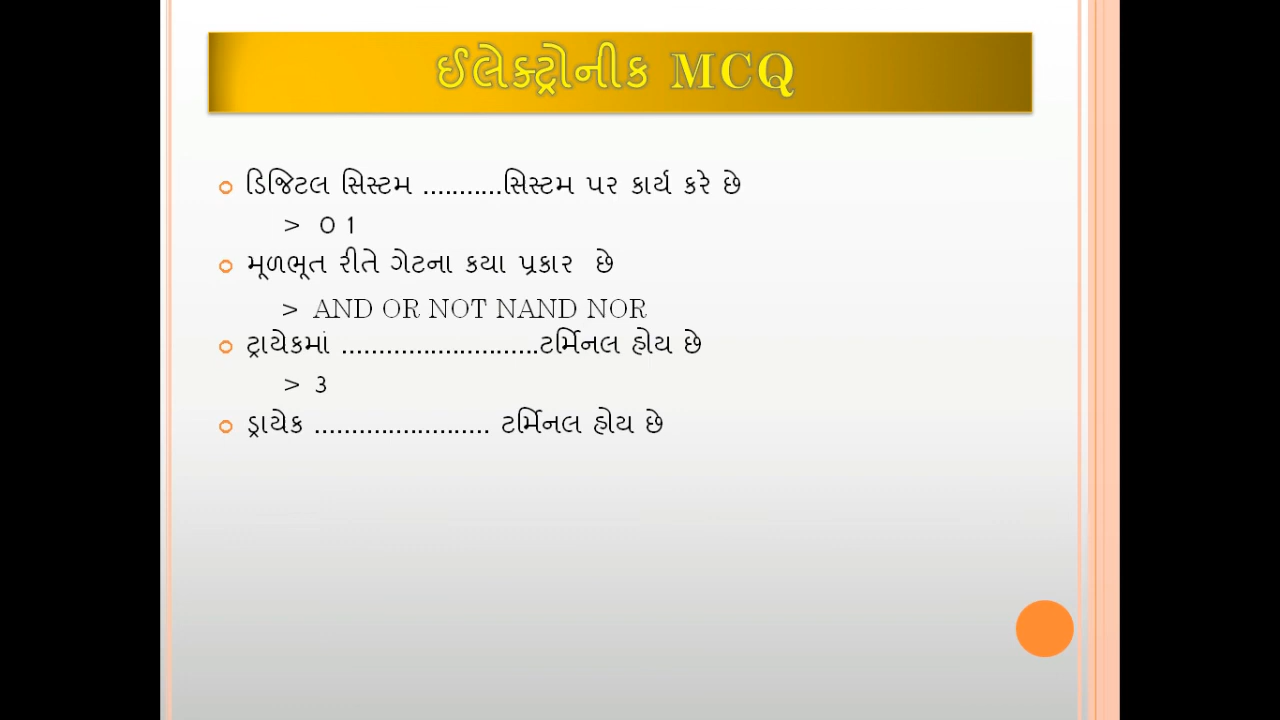 ઈલેક્ટ્રોનીક MCQ
ડિજિટલ સિસ્ટમ ...........સિસ્ટમ પર કાર્ય કરે છે
> 0 1
મૂળભૂત રીતે ગેટના કયા પ્રકાર છે
> AND OR NOT NAND NOR
ટ્રાયેકમાં ...........................ટર્મિનલ હોય છે
> 3
ડ્રાયેક ........................ ટર્મિનલ હોય છે